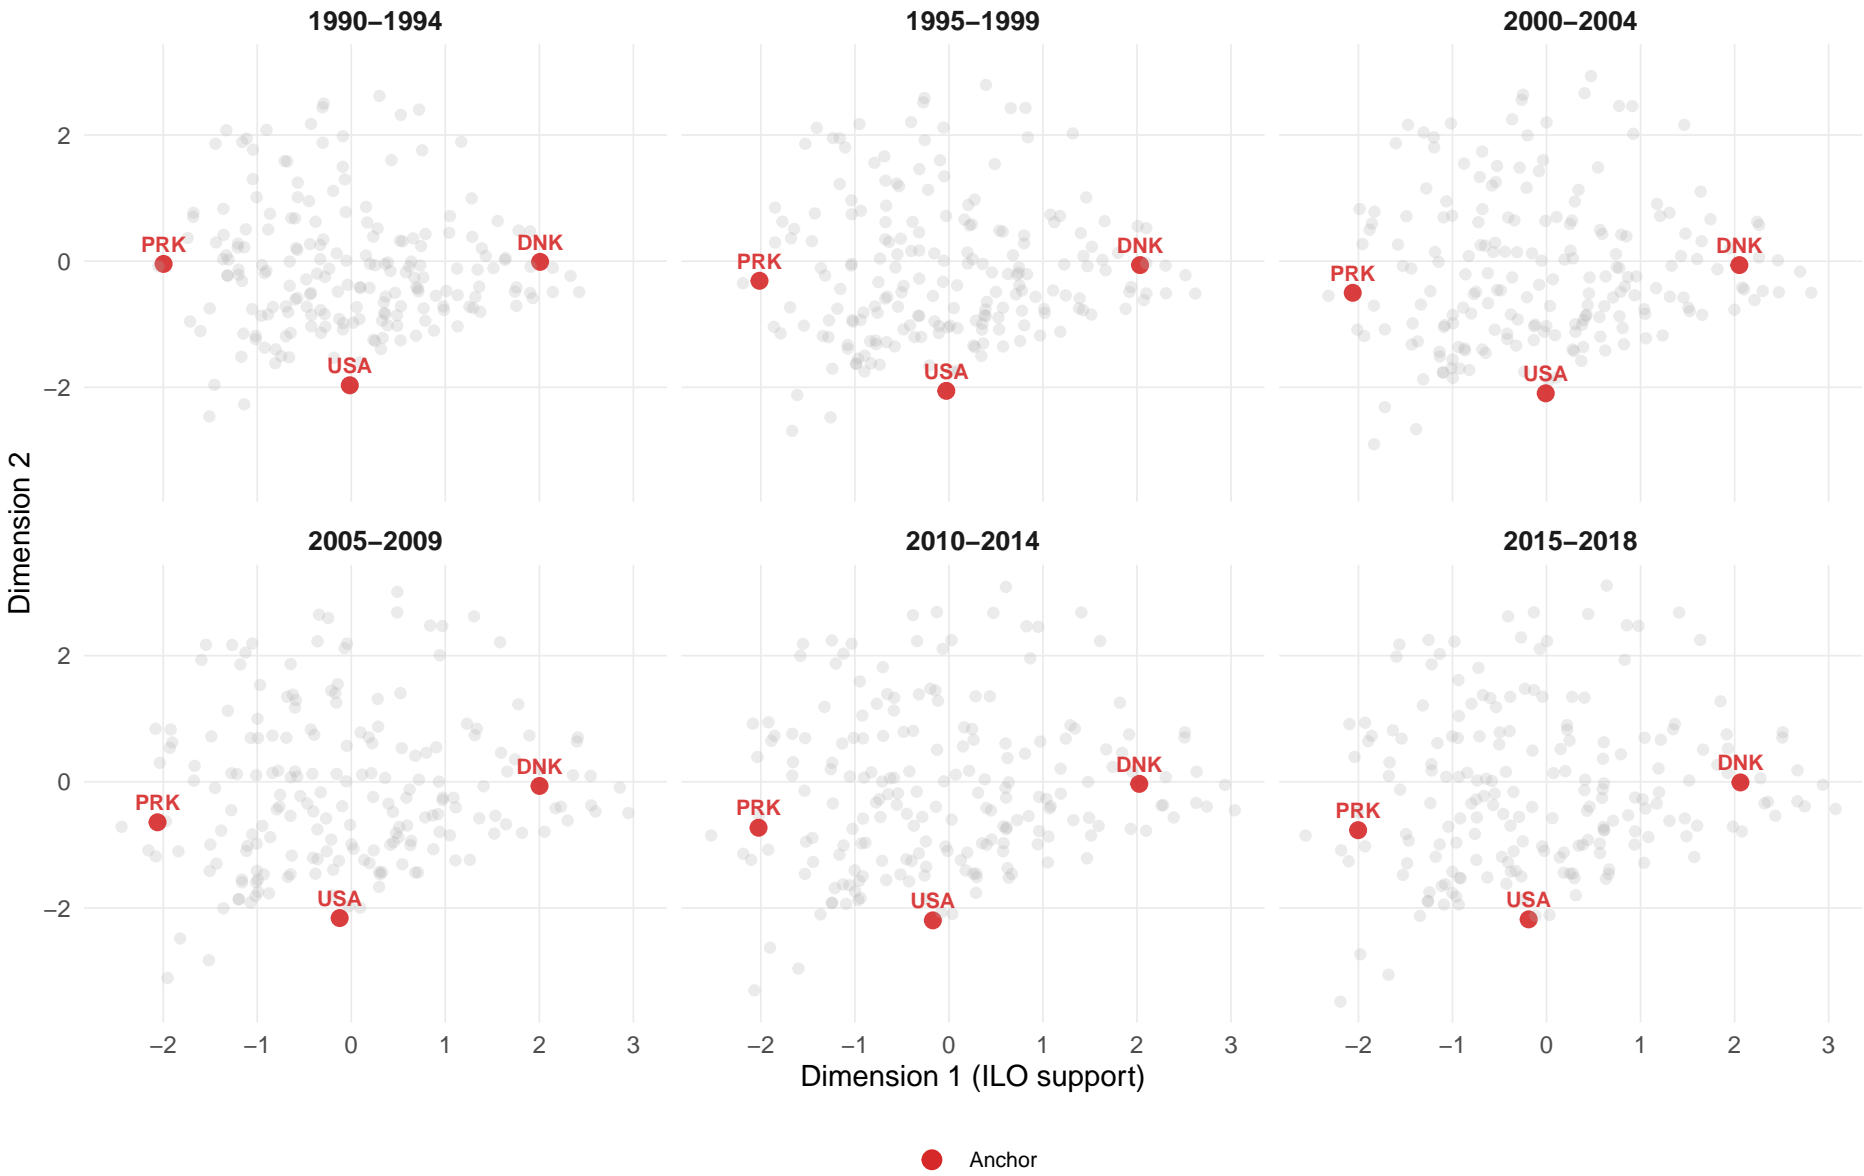 1990–1994
1995–1999
2000–2004
2
0
−2
PRK
DNK
USA
PRK
DNK
USA
PRK
DNK
USA
Dimension 2
2005–2009
2010–2014
2015–2018
2
0
−2
PRK
DNK
USA
PRK
DNK
USA
PRK
DNK
USA
−2 −1 0 1 2 3
−2 −1 0 1 2 3
−2 −1 0 1 2 3
Dimension 1 (ILO support)
Anchor